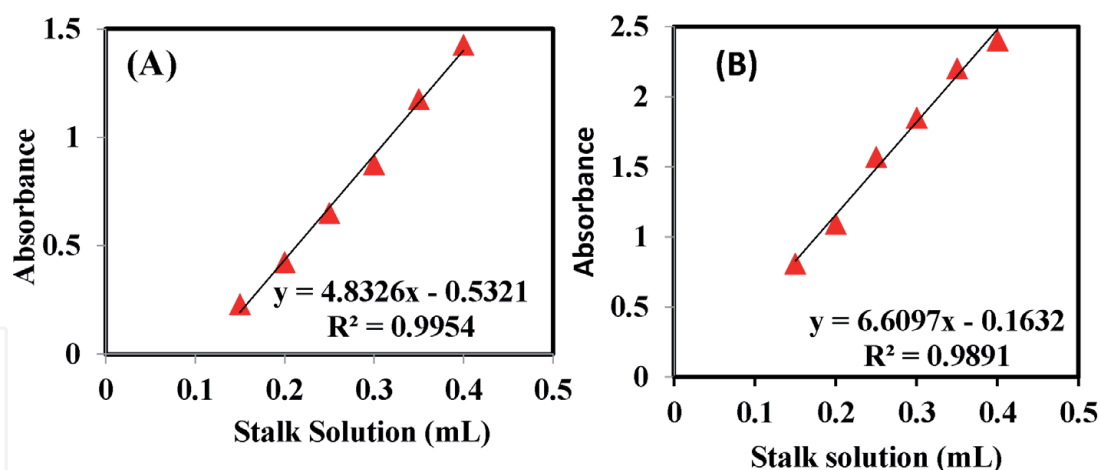 (A)
Absorbance
1.5
1
0.5
0
y = 4.8326x - 0.5321
R² = 0.9954
0 0.1 0.2 0.3 0.4 0.5
Stalk Solution (mL)
(B)
Absorbance
2.5
2
1.5
1
0.5
0
y = 6.6097x - 0.1632
R² = 0.9891
0 0.1 0.2 0.3 0.4 0.5
Stalk solution (mL)